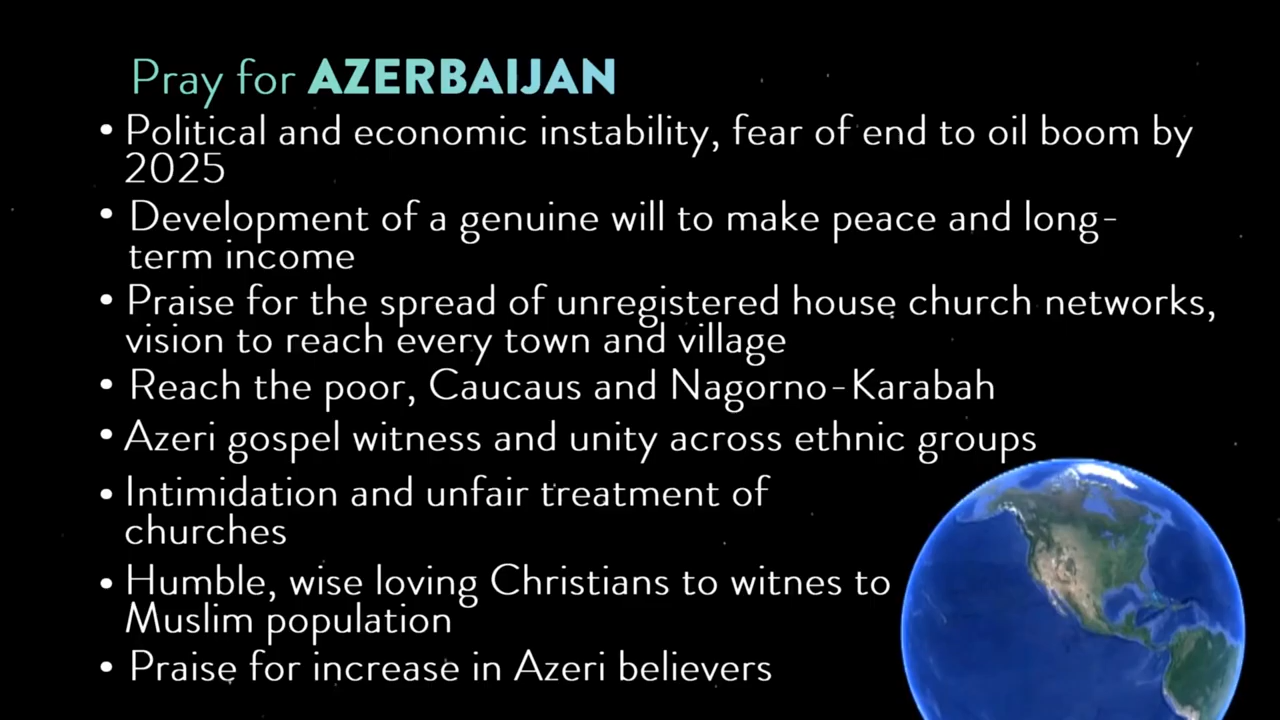 Pray for AZERBAIJAN
• Political and economic instability, fear of end to oil boom by
2025
• Development of a genuine will to make peace and long-
term income
• Praise for the spread of unregistered house church networks,
vision to reach every town and village
• Reach the poor, Caucaus and Nagorno-Karabah
• Azeri gospel witness and unity across ethnic groups
• Intimidation and unfair treatment of
churches
• Humble, wise loving Christians to witnes to
Muslim population
• Praise for increase in Azeri believers